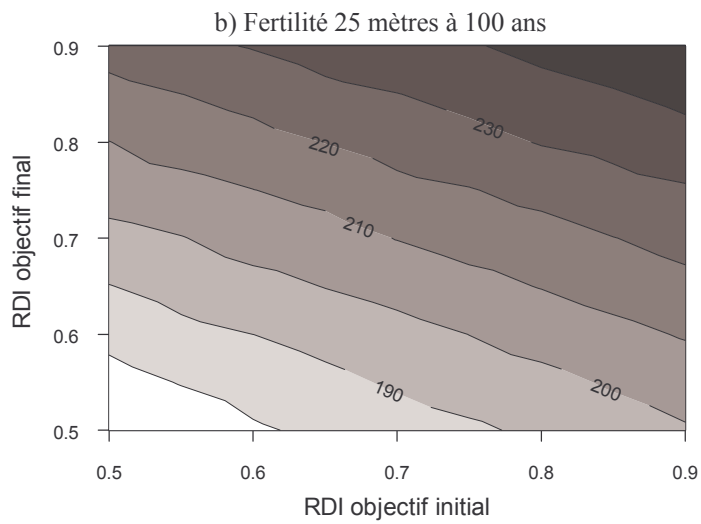 b) Fertilité 25 mètres à 100 ans
0.9
0.8
0.7
0.6
0.5
RDI objectif final
230
220
210
200
190
0.5 0.6 0.7 0.8 0.9
RDI objectif initial